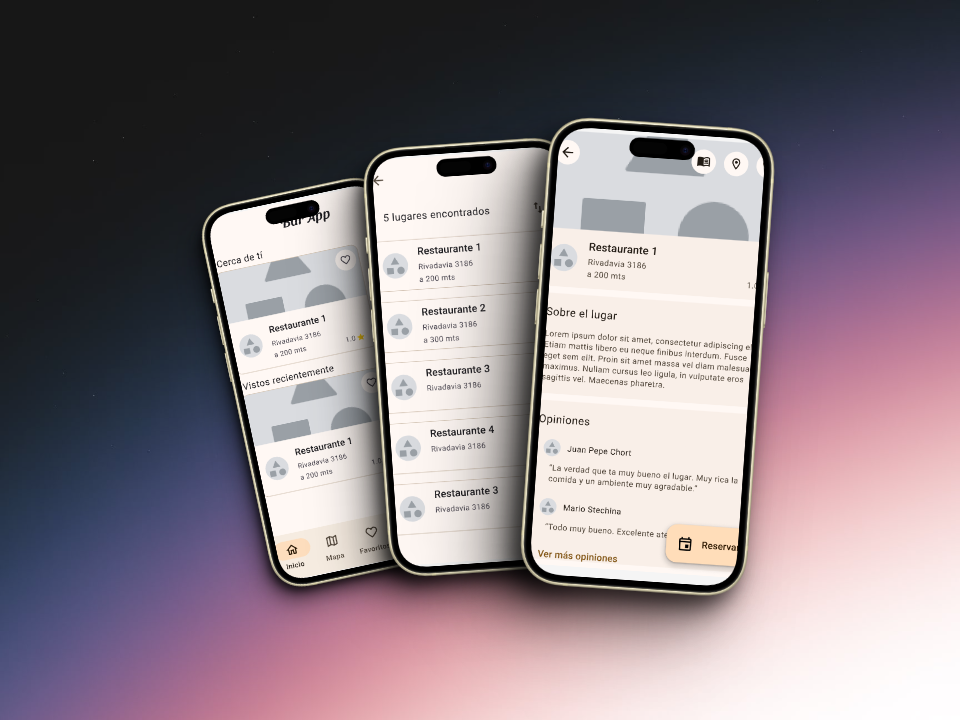 App
Cerca de tí
Restaurante 1
Rivadavia 3186
a 200 mts
1.0
Vistos recientemente
Restaurante 1
Rivadavia 3186
a 200 mts
Inicio
Mapa
5 lugares encontrados
Restaurante 1
Rivadavia 3186
a 200 mts
Restaurante 2
Rivadavia 3186
a 300 mts
Restaurante 3
Rivadavia 3186
Restaurante 4
Rivadavia 3186
Restaurante 3
Rivadavia 3186
Restaurante 1
Rivadavia 3186
a 200 mts
Sobre el lugar
Lorem ipsum dolor sit amet, consectetur adipiscing
Etiam mattis libero eu neque finibus interdum. Fusce
eget sem elit. Proin sit amet massa vel diam malesua
maximus. Nullam cursus leo ligula, in vulputate eros
sagittis vel. Maecenas pharetra.
Opiniones
Juan Pepe Chort
"La verdad que ta muy bueno el lugar. Muy rica la
comida y un ambiente muy agradable."
Mario Stechina
"Todo muy bueno. Excelente
Ver más opiniones
Reservar